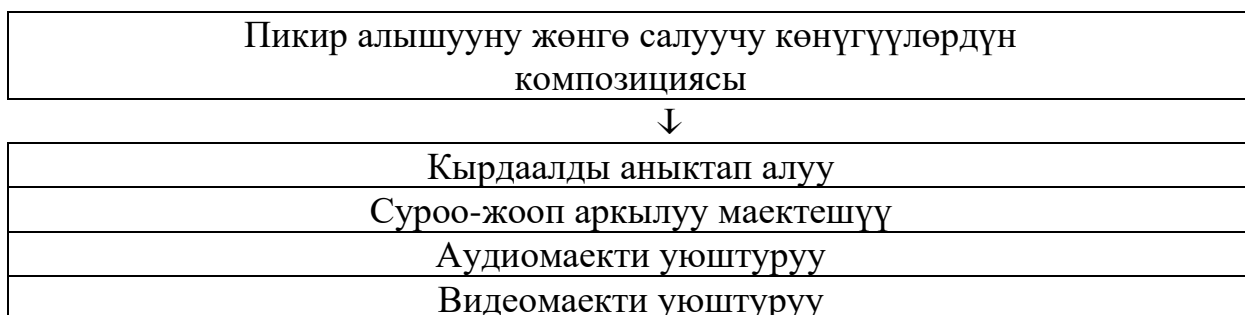 Пикир алышууну жөнгө салуучу көнүгүүлөрдүн
композициясы
↓
Кырдаалды аныктап алуу
Суроо-жооп аркылуу маектешүү
Аудиомаекти уюштуруу
Видеомаекти уюштуруу